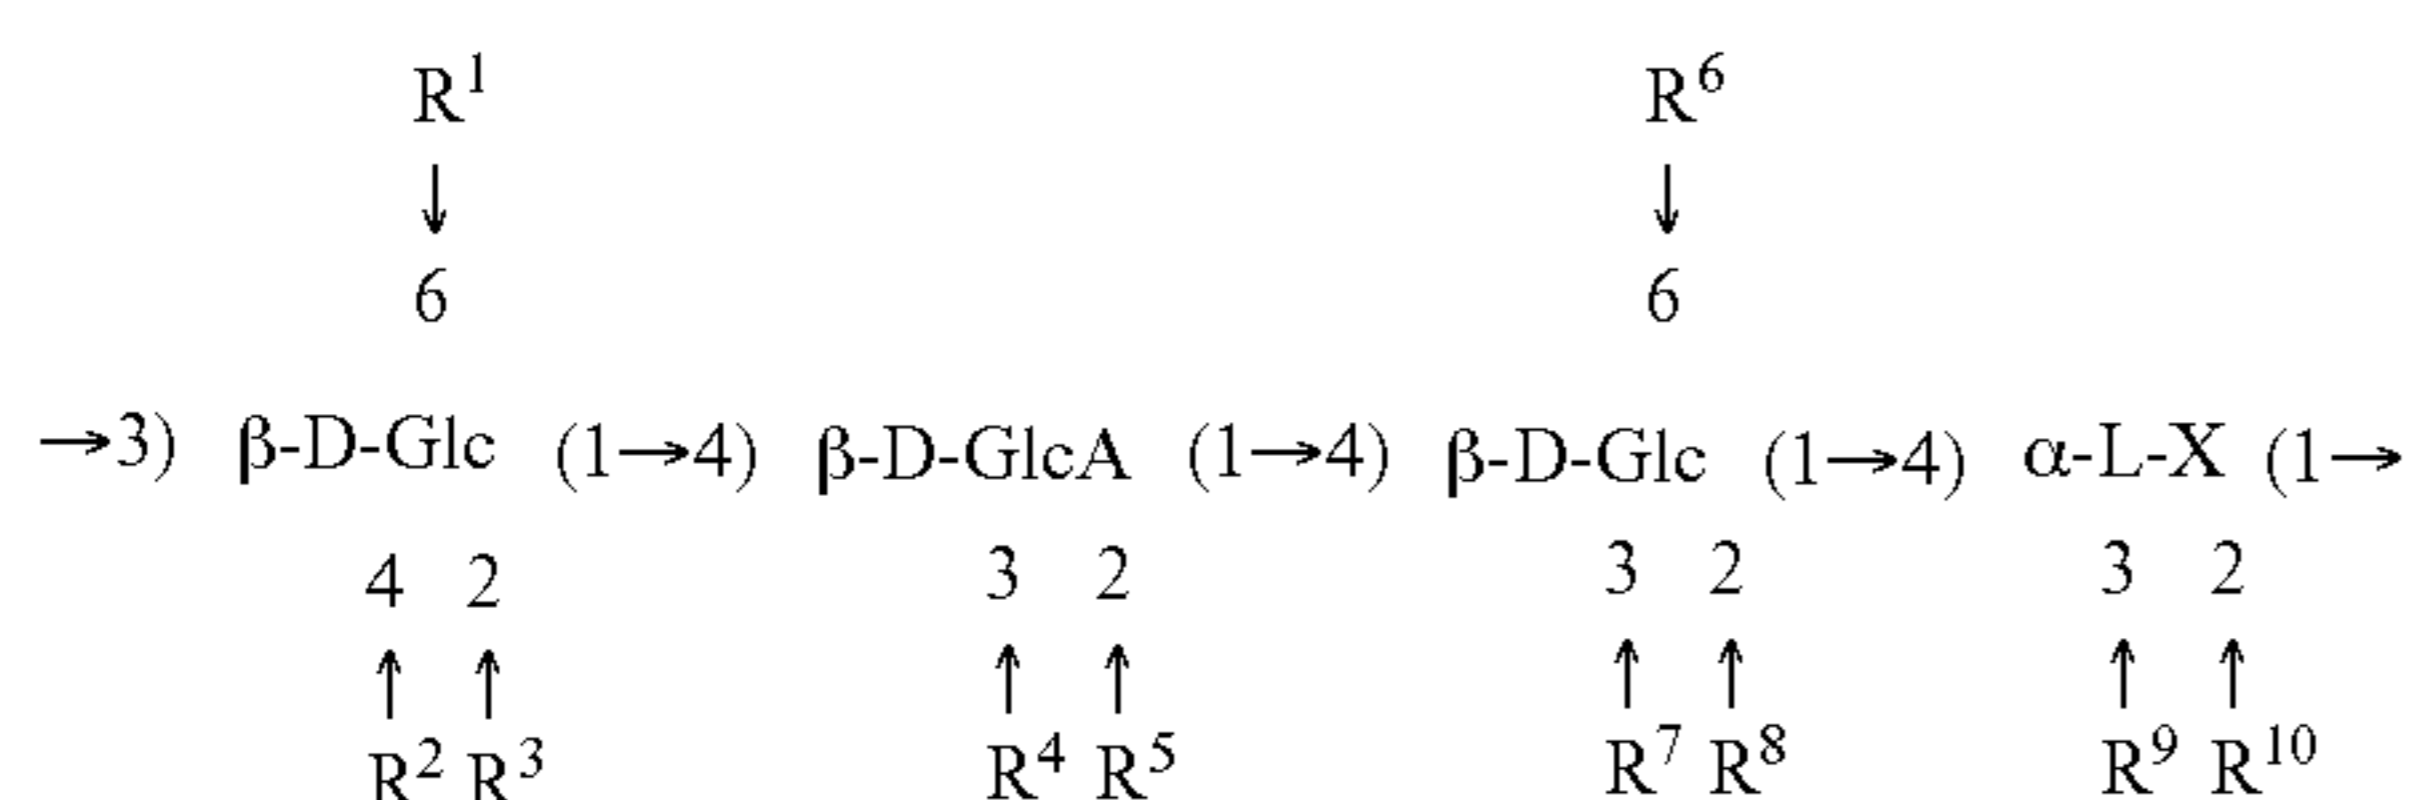 R¹ R⁶
↓ ↓
6 6
→3) β-D-Glc (1→4) β-D-GlcA (1→4) β-D-Glc (1→4) α-L-X (1→
4 2 3 2 3 2 3 2
↑ ↑ ↑ ↑ ↑ ↑ ↑ ↑
R² R³ R⁴ R⁵ R⁷ R⁸ R⁹ R¹⁰